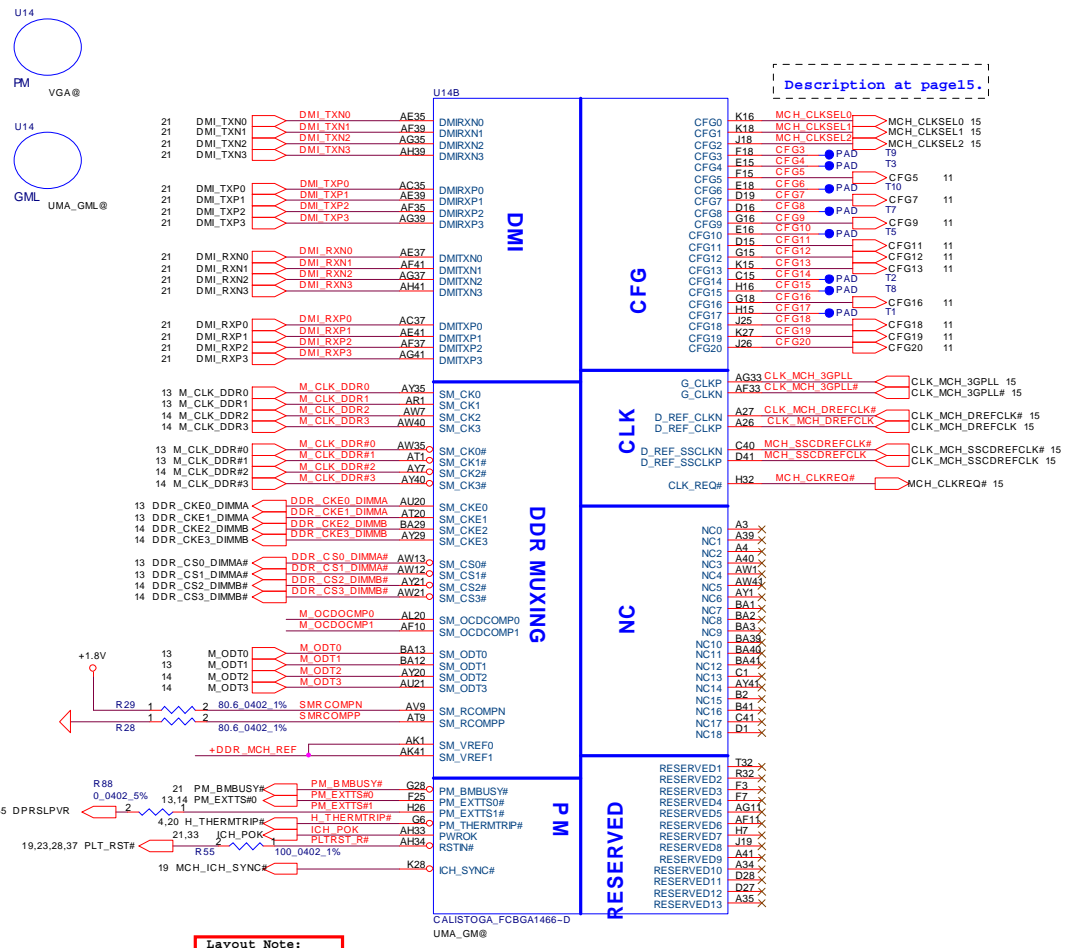 U14
PM
VGA@
U14
GML
UMA_GML@
Description at page15.
U14B
21 DMI_TXN0 DMI_TXN0 AE35 DMIRXN0
21 DMI_TXN1 DMI_TXN1 AF39 DMIRXN1
21 DMI_TXN2 DMI_TXN2 AG35 DMIRXN2
21 DMI_TXN3 DMI_TXN3 AH39 DMIRXN3
21 DMI_TXP0 DMI_TXP0 AC35 DMIRXP0
21 DMI_TXP1 DMI_TXP1 AE39 DMIRXP1
21 DMI_TXP2 DMI_TXP2 AF35 DMIRXP2
21 DMI_TXP3 DMI_TXP3 AG39 DMIRXP3
21 DMI_RXN0 DMI_RXN0 AE37 DMITXN0
21 DMI_RXN1 DMI_RXN1 AF41 DMITXN1
21 DMI_RXN2 DMI_RXN2 AG37 DMITXN2
21 DMI_RXN3 DMI_RXN3 AH41 DMITXN3
21 DMI_RXP0 DMI_RXP0 AC37 DMITXP0
21 DMI_RXP1 DMI_RXP1 AE41 DMITXP1
21 DMI_RXP2 DMI_RXP2 AF37 DMITXP2
21 DMI_RXP3 DMI_RXP3 AG41 DMITXP3
DMI
13 M_CLK_DDR0 M_CLK_DDR0 AY35 SM_CK0
13 M_CLK_DDR1 M_CLK_DDR1 AR1 SM_CK1
14 M_CLK_DDR2 M_CLK_DDR2 AW7 SM_CK2
14 M_CLK_DDR3 M_CLK_DDR3 AW40 SM_CK3
13 M_CLK_DDR#0 M_CLK_DDR#0 AW35 SM_CK0#
13 M_CLK_DDR#1 M_CLK_DDR#1 AT1 SM_CK1#
14 M_CLK_DDR#2 M_CLK_DDR#2 AY7 SM_CK2#
14 M_CLK_DDR#3 M_CLK_DDR#3 AY40 SM_CK3#
13 DDR_CKE0_DIMMA DDR_CKE0_DIMMA AU20 SM_CKE0
13 DDR_CKE1_DIMMA DDR_CKE1_DIMMA AT20 SM_CKE1
14 DDR_CKE2_DIMMB DDR_CKE2_DIMMB BA29 SM_CKE2
14 DDR_CKE3_DIMMB DDR_CKE3_DIMMB AY29 SM_CKE3
13 DDR_CS0_DIMMA# DDR_CS0_DIMMA# AW13 SM_CS0#
13 DDR_CS1_DIMMA# DDR_CS1_DIMMA# AW12 SM_CS1#
14 DDR_CS2_DIMMB# DDR_CS2_DIMMB# AY21 SM_CS2#
14 DDR_CS3_DIMMB# DDR_CS3_DIMMB# AW21 SM_CS3#
M_OCDOCMP0 AL20 SM_OCDCOMP0
M_OCDOCMP1 AF10 SM_OCDCOMP1
+1.8V
13 M_ODT0 M_ODT0 BA13 SM_ODT0
13 M_ODT1 M_ODT1 BA12 SM_ODT1
14 M_ODT2 M_ODT2 AY20 SM_ODT2
14 M_ODT3 M_ODT3 AU21 SM_ODT3
R29 1 2 80.6_0402_1% SMRCOMPN AV9 SM_RCOMPN
R28 1 2 80.6_0402_1% SMRCOMPP AT9 SM_RCOMPP
+DDR_MCH_REF AK1 SM_VREF0
AK41 SM_VREF1
DDR MUXING
R88
0_0402_5%
21 PM_BMBUSY# PM_BMBUSY# G28 PM_BMBUSY#
13,14 PM_EXTTS#0 PM_EXTTS#0 F25 PM_EXTTS0#
5 DPRSLPVR 2 1 PM_EXTTS#1 H26 PM_EXTTS1#
4,20 H_THERMTRIP# H_THERMTRIP# G6 PM_THERMTRIP#
21,33 ICH_POK ICH_POK AH33 PWROK
19,23,28,37 PLT_RST# 2 1 PLTRST_R# AH34 RSTIN#
R55 100_0402_1%
19 MCH_ICH_SYNC# K28 ICH_SYNC#
PM
CFG0 K16 MCH_CLKSEL0 MCH_CLKSEL0 15
CFG1 K18 MCH_CLKSEL1 MCH_CLKSEL1 15
CFG2 J18 MCH_CLKSEL2 MCH_CLKSEL2 15
CFG3 F18 CFG3 PAD T9
CFG4 E15 CFG4 PAD T3
CFG5 F15 CFG5 CFG5 11
CFG6 E18 CFG6 PAD T10
CFG7 D19 CFG7 CFG7 11
CFG8 D16 CFG8 PAD T7
CFG9 G16 CFG9 CFG9 11
CFG10 E16 CFG10 PAD T5
CFG11 D15 CFG11 CFG11 11
CFG12 G15 CFG12 CFG12 11
CFG13 K15 CFG13 CFG13 11
CFG14 C15 CFG14 PAD T2
CFG15 H16 CFG15 PAD T8
CFG16 G18 CFG16 CFG16 11
CFG17 H15 CFG17 PAD T1
CFG18 J25 CFG18 CFG18 11
CFG19 K27 CFG19 CFG19 11
CFG20 J26 CFG20 CFG20 11
CFG
G_CLKP AG33 CLK_MCH_3GPLL CLK_MCH_3GPLL 15
G_CLKN AF33 CLK_MCH_3GPLL# CLK_MCH_3GPLL# 15
D_REF_CLKN A27 CLK_MCH_DREFCLK# CLK_MCH_DREFCLK# 15
D_REF_CLKP A26 CLK_MCH_DREFCLK CLK_MCH_DREFCLK 15
D_REF_SSCLKN C40 MCH_SSCDREFCLK# CLK_MCH_SSCDREFCLK# 15
D_REF_SSCLKP D41 MCH_SSCDREFCLK CLK_MCH_SSCDREFCLK 15
CLK_REQ# H32 MCH_CLKREQ# MCH_CLKREQ# 15
CLK
NC0 A3
NC1 A39
NC2 A4
NC3 A40
NC4 AW1
NC5 AW41
NC6 AY1
NC7 BA1
NC8 BA2
NC9 BA3
NC10 BA39
NC11 BA40
NC12 BA41
NC13 C1
NC14 AY41
NC15 B2
NC16 B41
NC17 C41
NC18 D1
NC
RESERVED1 T32
RESERVED2 R32
RESERVED3 F3
RESERVED4 F7
RESERVED5 AG11
RESERVED6 AF11
RESERVED7 H7
RESERVED8 J19
RESERVED9 A41
RESERVED10 A34
RESERVED11 D28
RESERVED12 D27
RESERVED13 A35
RESERVED
CALISTOGA_FCBGA1466~D
UMA_GM@
Layout Note: